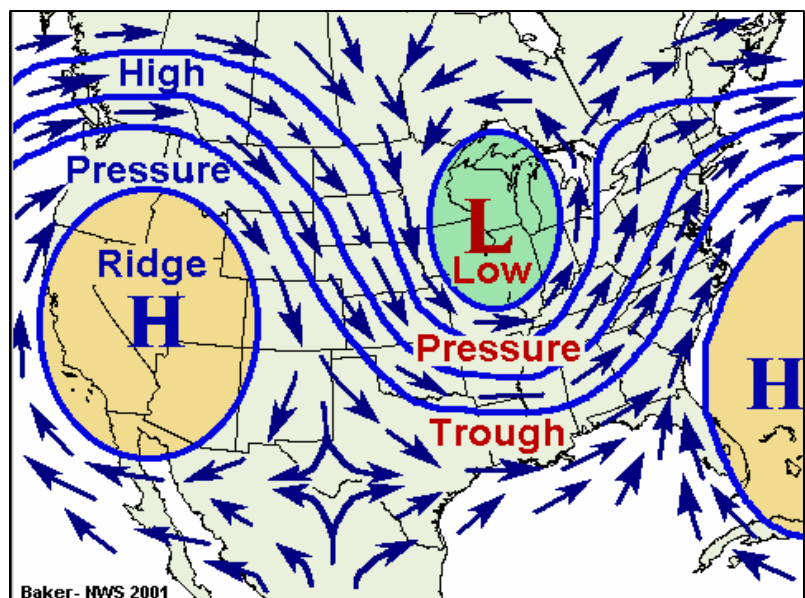 High
Pressure
Ridge
H
L
Low
Pressure
Trough
H
Baker- NWS 2001